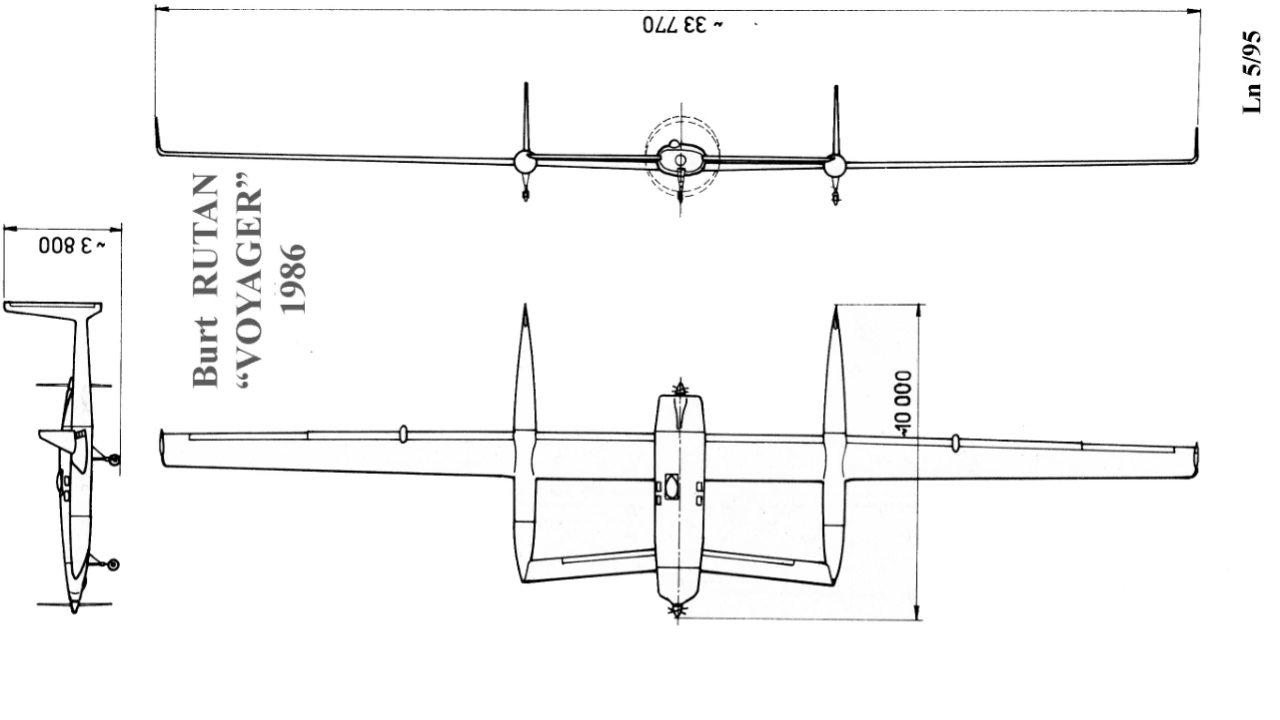 ~ 33 770
Ln 5/95
Burt RUTAN
“VOYAGER”
1986
~ 3 800
~10 000